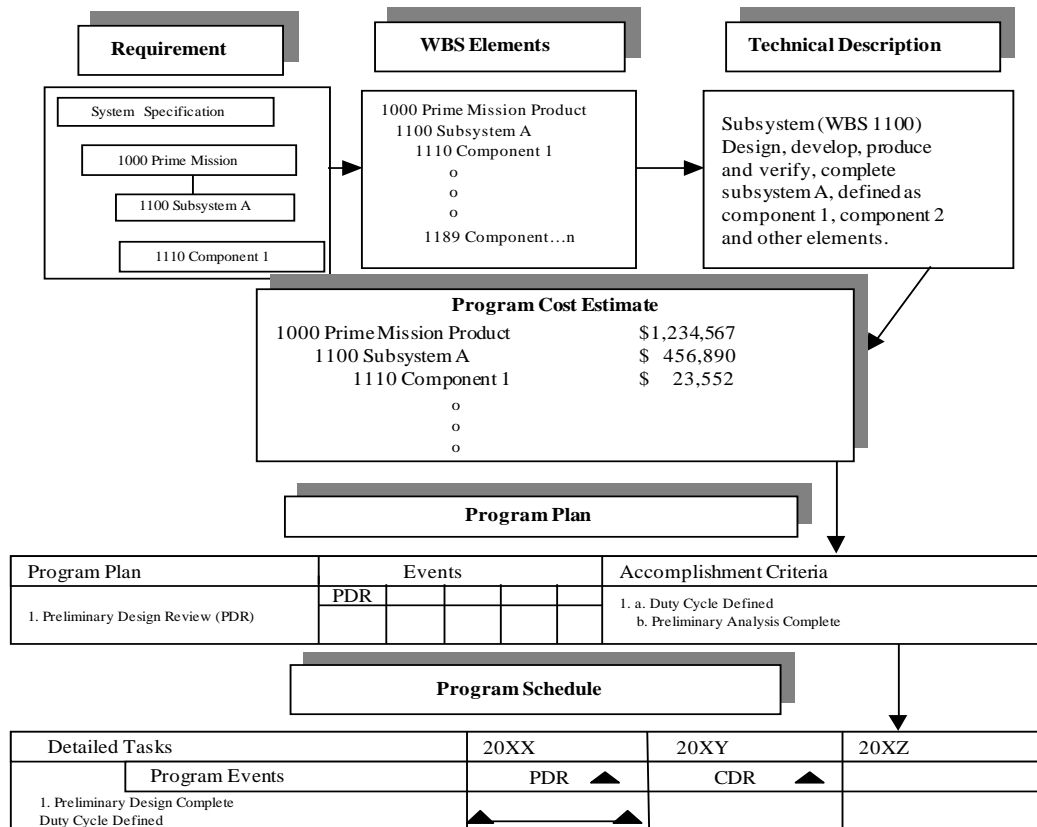 Requirement
WBS Elements
Technical Description
System Specification
1000 Prime Mission
1100 Subsystem A
1110 Component 1
1000 Prime Mission Product
1100 Subsystem A
1110 Component 1
o
o
o
1189 Component…n
Subsystem (WBS 1100)
Design, develop, produce
and verify, complete
subsystem A, defined as
component 1, component 2
and other elements.
Program Cost Estimate
1000 Prime Mission Product $1,234,567
1100 Subsystem A $ 456,890
1110 Component 1 $ 23,552
o
o
o
Program Plan
Program Plan Events Accomplishment Criteria
PDR
1. Preliminary Design Review (PDR)
1. a. Duty Cycle Defined
b. Preliminary Analysis Complete
Program Schedule
Detailed Tasks 20XX 20XY 20XZ
Program Events PDR CDR
1. Preliminary Design Complete
Duty Cycle Defined